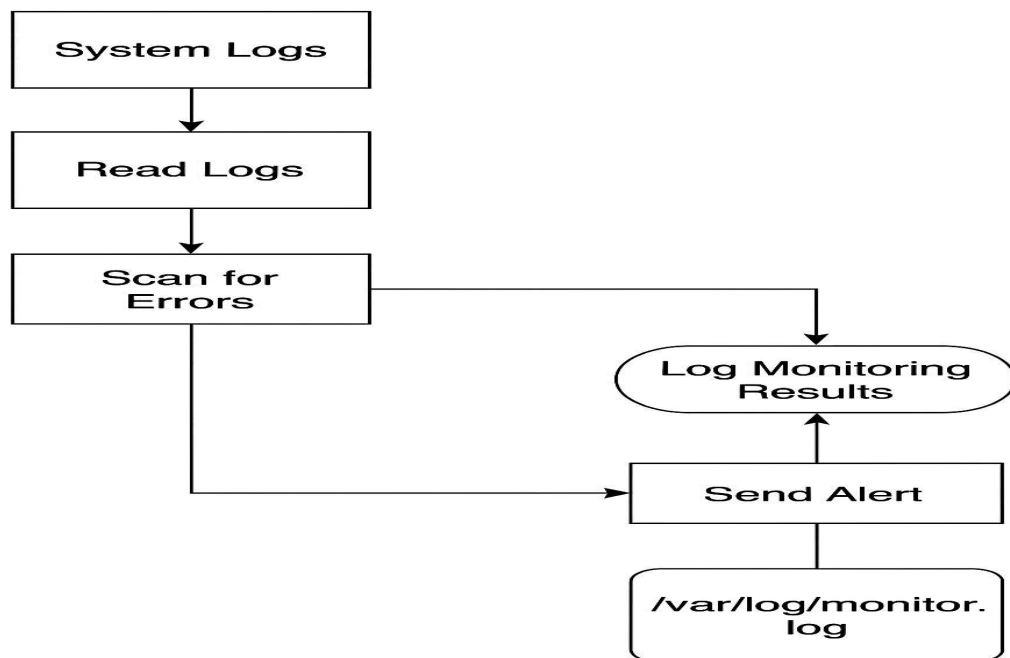 System Logs
Read Logs
Scan for
Errors
Log Monitoring
Results
Send Alert
/var/log/monitor.
log